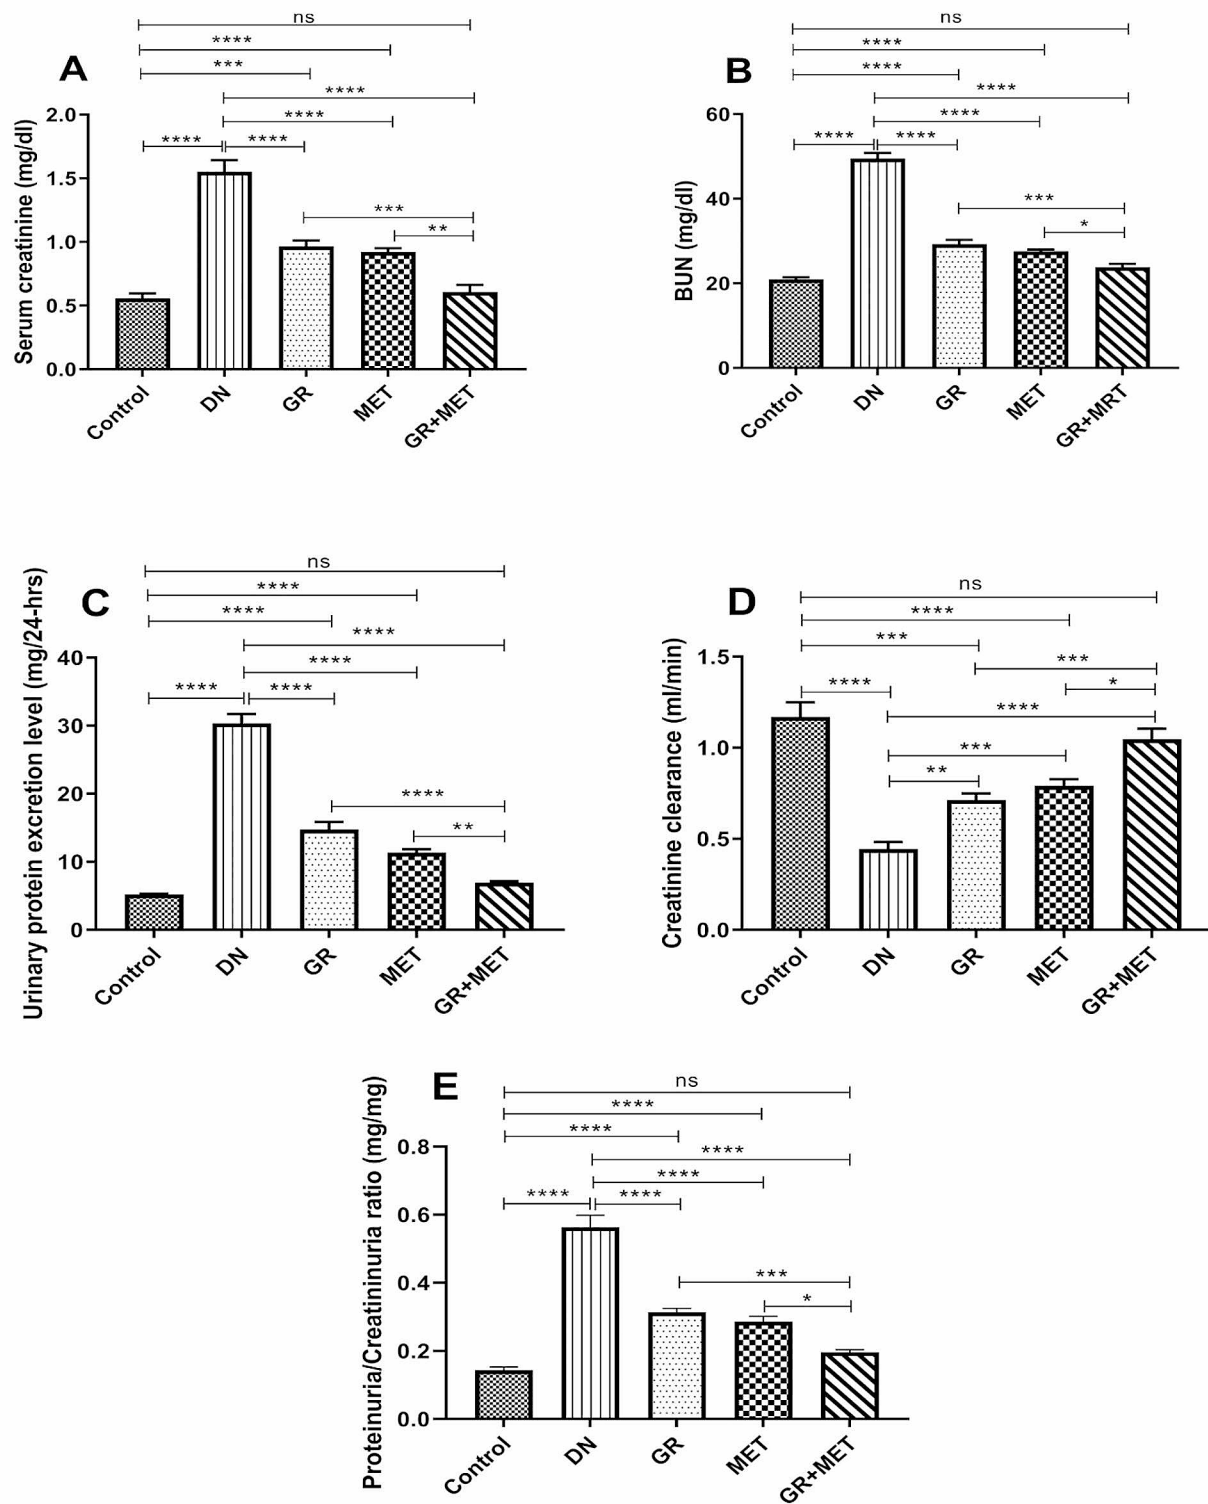 A
ns
****
***
****
****
****
****
***
**
Serum creatinine (mg/dl)
2.0
1.5
1.0
0.5
0.0
Control
DN
GR
MET
GR+MET
B
ns
****
****
****
****
****
****
***
*
BUN (mg/dl)
60
40
20
0
Control
DN
GR
MET
GR+MRT
C
ns
****
****
****
****
****
****
****
**
Urinary protein excretion level (mg/24-hrs)
40
30
20
10
0
Control
DN
GR
MET
GR+MET
D
ns
****
***
***
*
****
****
***
**
Creatinine clearance (ml/min)
1.5
1.0
0.5
0.0
Control
DN
GR
MET
GR+MET
E
ns
****
****
****
****
****
****
***
*
Proteinuria/Creatininuria ratio (mg/mg)
0.8
0.6
0.4
0.2
0.0
Control
DN
GR
MET
GR+MET